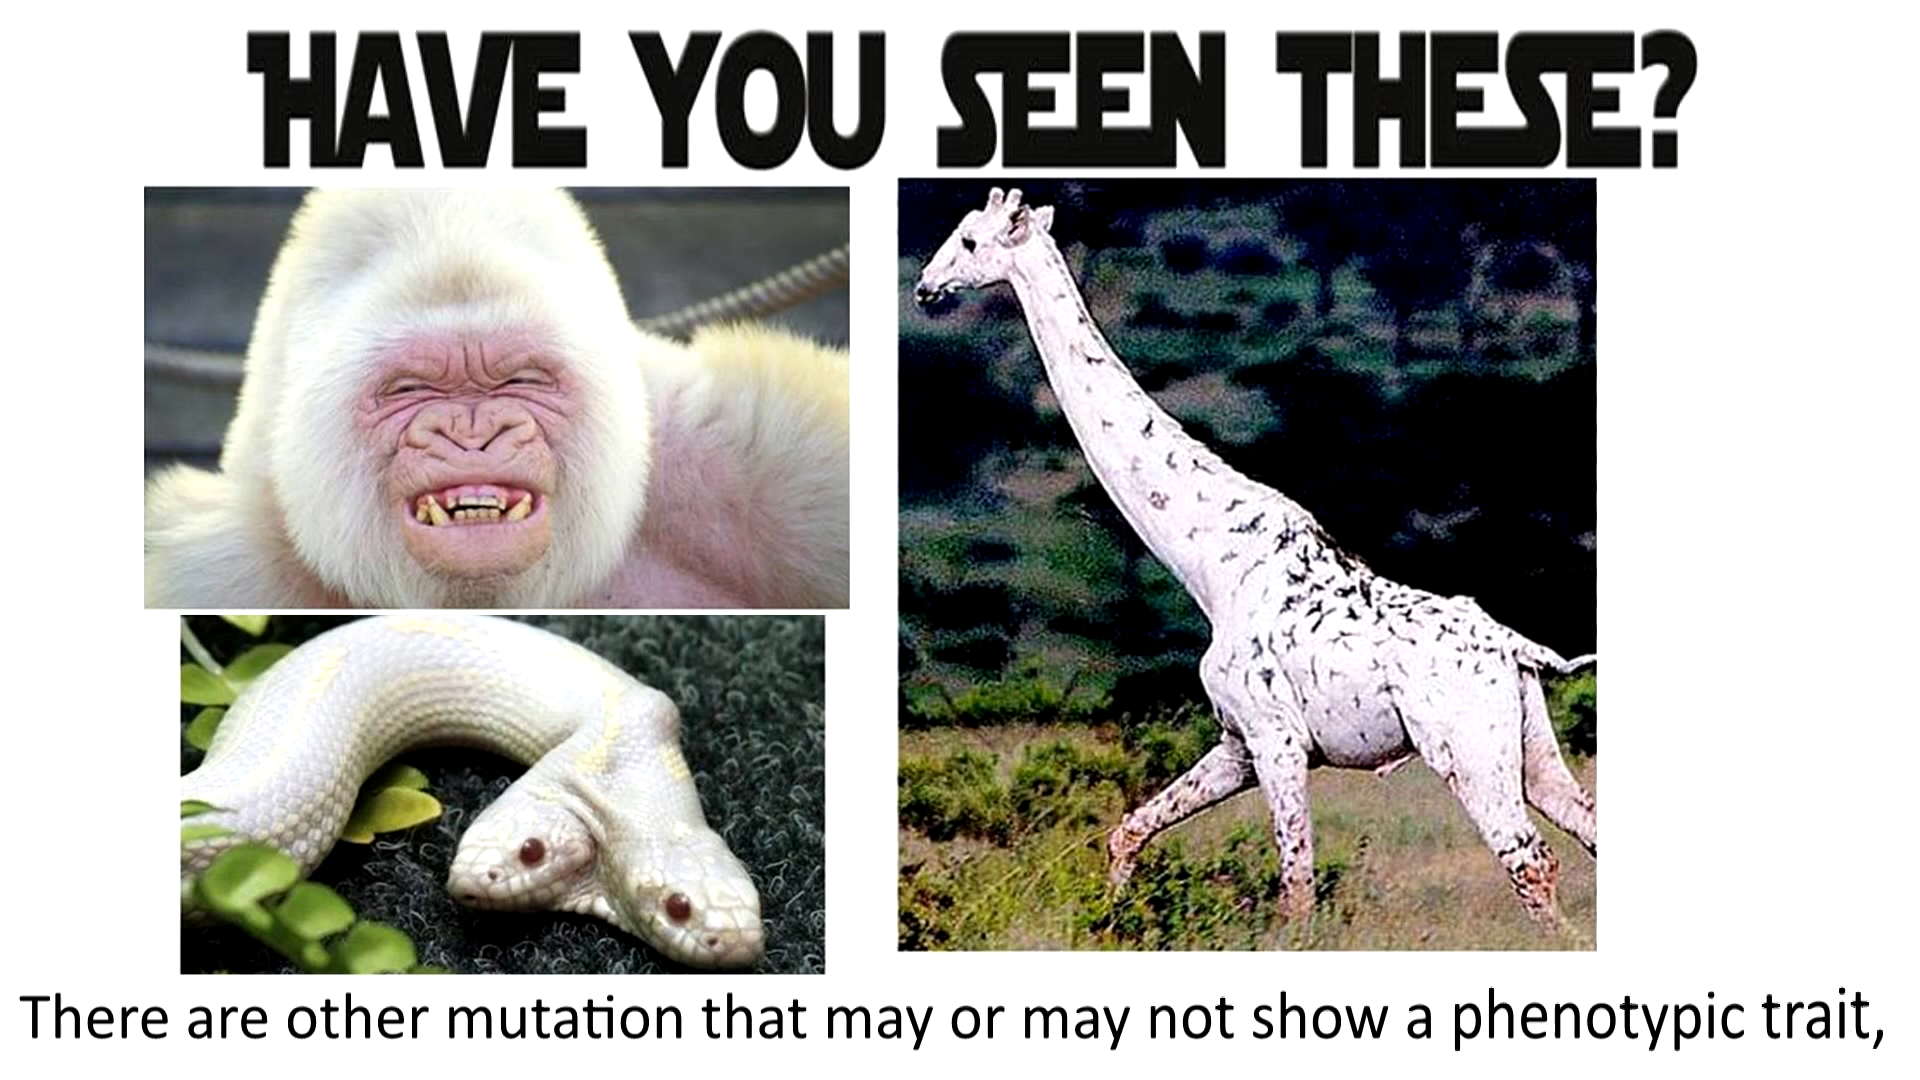 HAVE YOU SEEN THESE?
There are other mutation that may or may not show a phenotypic trait,